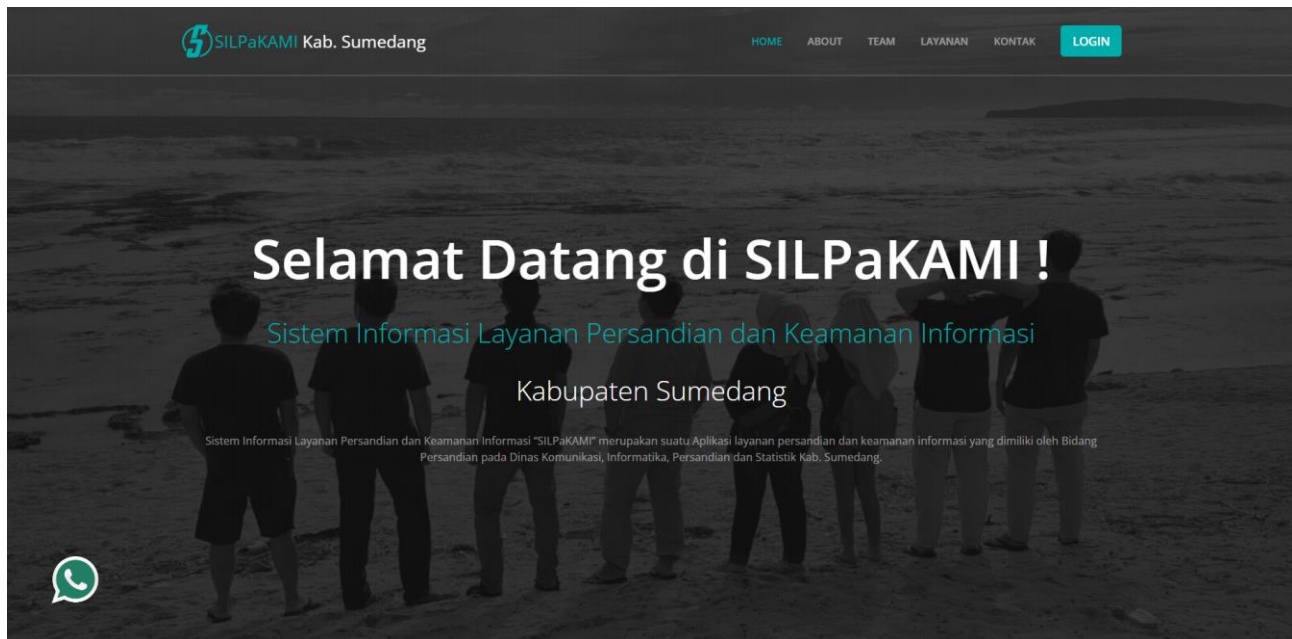 SILPaKAMI Kab. Sumedang
HOME ABOUT TEAM LAYANAN KONTAK LOGIN
Selamat Datang di SILPaKAMI !
Sistem Informasi Layanan Persandian dan Keamanan Informasi
Kabupaten Sumedang
Sistem Informasi Layanan Persandian dan Keamanan Informasi "SILPaKAMI" merupakan suatu Aplikasi layanan persandian dan keamanan informasi yang dimiliki oleh Bidang
Persandian pada Dinas Komunikasi, Informatika, Persandian dan Statistik Kab. Sumedang.